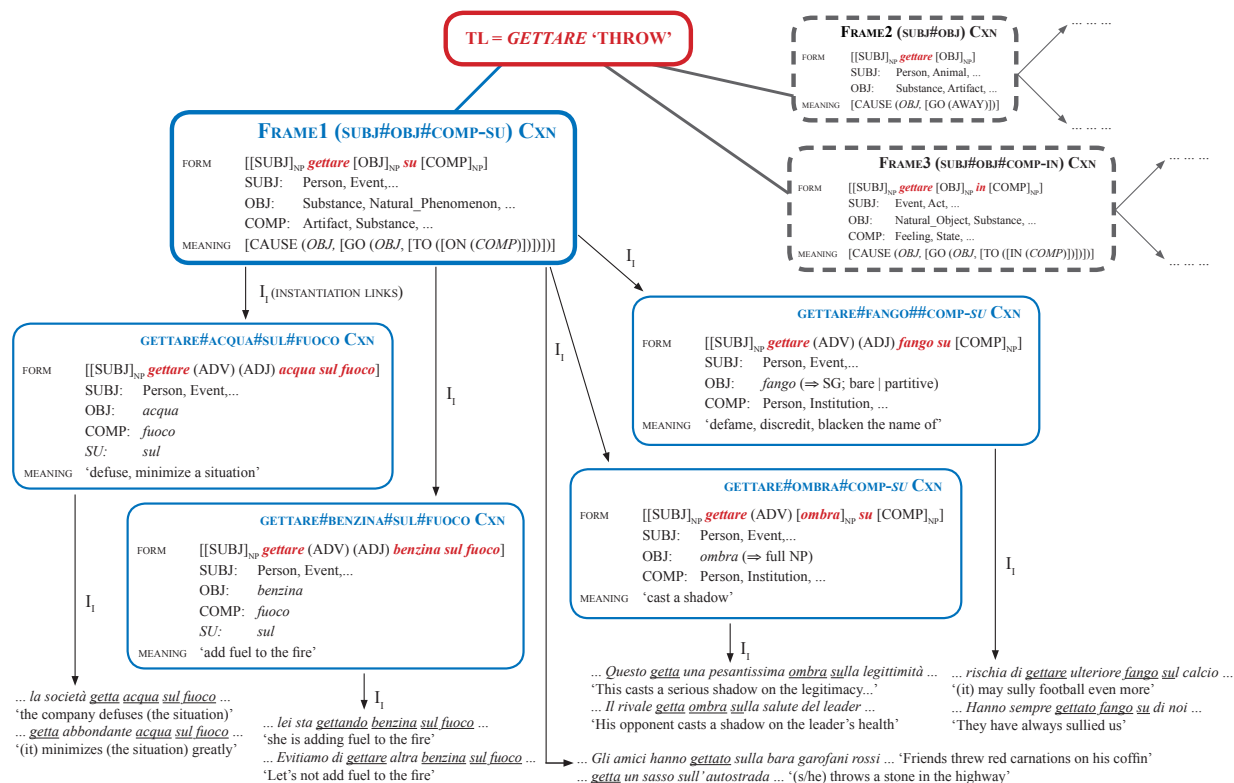 TL = GETTARE ‘THROW’
FRAME2 (SUBJ#OBJ) CXN
FORM [[SUBJ]NP gettare [OBJ]NP]
SUBJ: Person, Animal, ...
OBJ: Substance, Artifact, ...
MEANING [CAUSE (OBJ, [GO (AWAY)])]
... ... ...
... ... ...
FRAME1 (SUBJ#OBJ#COMP-SU) CXN
FORM [[SUBJ]NP gettare [OBJ]NP su [COMP]NP]
SUBJ: Person, Event,...
OBJ: Substance, Natural_Phenomenon, ...
COMP: Artifact, Substance, ...
MEANING [CAUSE (OBJ, [GO (OBJ, [TO ([ON (COMP)])])])]
FRAME3 (SUBJ#OBJ#COMP-IN) CXN
FORM [[SUBJ]NP gettare [OBJ]NP in [COMP]NP]
SUBJ: Event, Act, ...
OBJ: Natural_Object, Substance, ...
COMP: Feeling, State, ...
MEANING [CAUSE (OBJ, [GO (OBJ, [TO ([IN (COMP)])])])]
... ... ...
... ... ...
II (INSTANTIATION LINKS)
II
II
II
GETTARE#ACQUA#SUL#FUOCO CXN
FORM [[SUBJ]NP gettare (ADV) (ADJ) acqua sul fuoco]
SUBJ: Person, Event,...
OBJ: acqua
COMP: fuoco
SU: sul
MEANING ‘defuse, minimize a situation’
GETTARE#FANGO##COMP-SU CXN
FORM [[SUBJ]NP gettare (ADV) (ADJ) fango su [COMP]NP]
SUBJ: Person, Event,...
OBJ: fango (⇒ SG; bare | partitive)
COMP: Person, Institution, ...
MEANING ‘defame, discredit, blacken the name of’
GETTARE#BENZINA#SUL#FUOCO CXN
FORM [[SUBJ]NP gettare (ADV) (ADJ) benzina sul fuoco]
SUBJ: Person, Event,...
OBJ: benzina
COMP: fuoco
SU: sul
MEANING ‘add fuel to the fire’
GETTARE#OMBRA#COMP-SU CXN
FORM [[SUBJ]NP gettare (ADV) [ombra]NP su [COMP]NP]
SUBJ: Person, Event,...
OBJ: ombra (⇒ full NP)
COMP: Person, Institution, ...
MEANING ‘cast a shadow’
II
II
II
II
... la società getta acqua sul fuoco ...
‘the company defuses (the situation)’
... getta abbondante acqua sul fuoco ...
‘(it) minimizes (the situation) greatly’
... lei sta gettando benzina sul fuoco ...
‘she is adding fuel to the fire’
... Evitiamo di gettare altra benzina sul fuoco ...
‘Let’s not add fuel to the fire’
... Questo getta una pesantissima ombra sulla legittimità ...
‘This casts a serious shadow on the legitimacy...’
... Il rivale getta ombra sulla salute del leader ...
‘His opponent casts a shadow on the leader’s health’
... rischia di gettare ulteriore fango sul calcio ...
‘(it) may sully football even more’
... Hanno sempre gettato fango su di noi ...
‘They have always sullied us’
... Gli amici hanno gettato sulla bara garofani rossi ... ‘Friends threw red carnations on his coffin’
... getta un sasso sull’autostrada ... ‘(s/he) throws a stone in the highway’